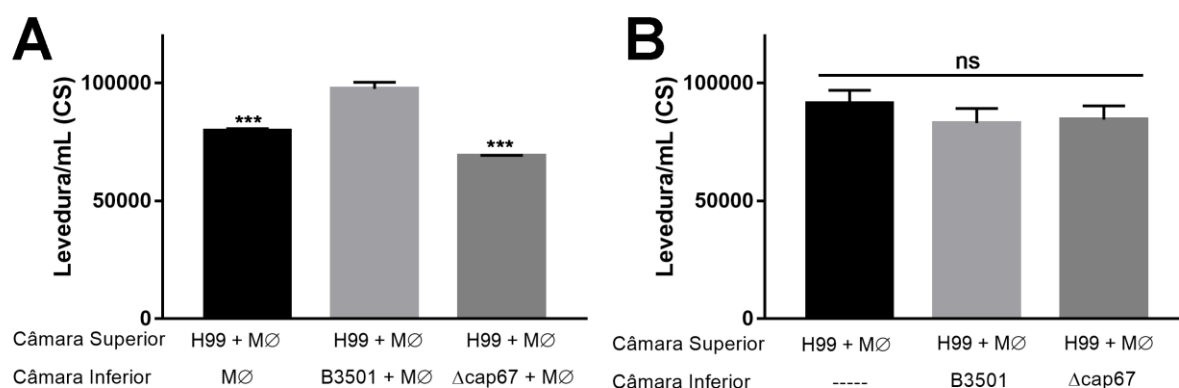 A
Levedura/mL (CS)
100000
50000
0
***
***
Câmara Superior H99 + MØ H99 + MØ H99 + MØ
Câmara Inferior MØ B3501 + MØ Δcap67 + MØ
B
Levedura/mL (CS)
100000
50000
0
ns
Câmara Superior H99 + MØ H99 + MØ H99 + MØ
Câmara Inferior ----- B3501 Δcap67